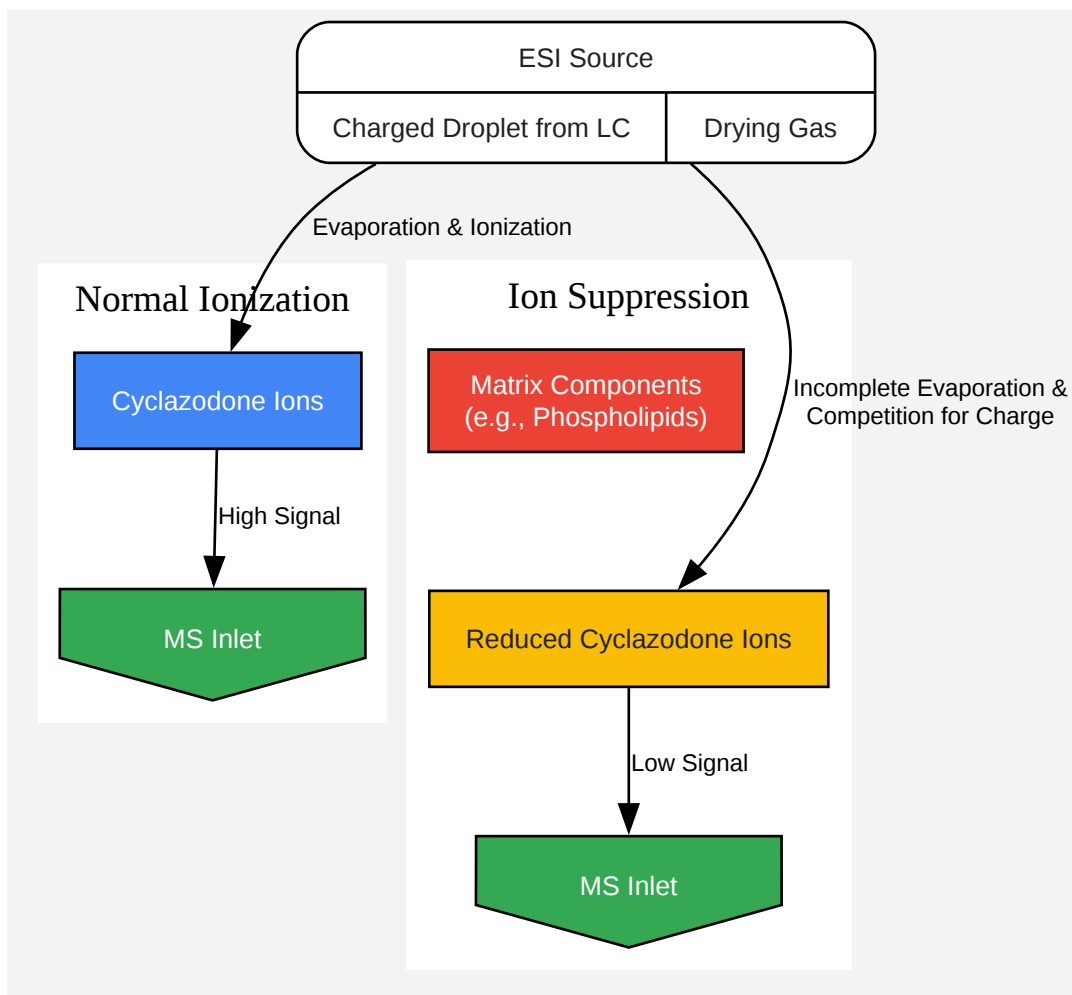 ESI Source
Charged Droplet from LC
Drying Gas
Evaporation & Ionization
Normal Ionization
Cyclazodone Ions
High Signal
MS Inlet
Ion Suppression
Matrix Components
(e.g., Phospholipids)
Incomplete Evaporation &
Competition for Charge
Reduced Cyclazodone Ions
Low Signal
MS Inlet